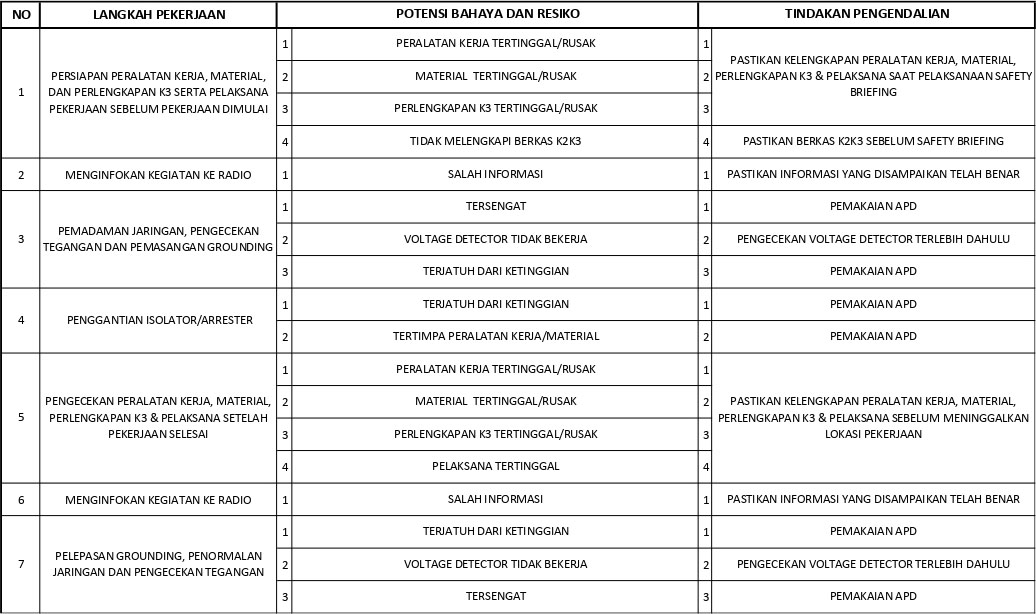 NO LANGKAH PEKERJAAN POTENSI BAHAYA DAN RESIKO TINDAKAN PENGENDALIAN
1
PERSIAPAN PERALATAN KERJA, MATERIAL,
DAN PERLENGKAPAN K3 SERTA PELAKSANA
PEKERJAAN SEBELUM PEKERJAAN DIMULAI
1 PERALATAN KERJA TERTINGGAL/RUSAK
2 MATERIAL TERTINGGAL/RUSAK
3 PERLENGKAPAN K3 TERTINGGAL/RUSAK
4 TIDAK MELENGKAPI BERKAS K2K3
1
2
3
PASTIKAN KELENGKAPAN PERALATAN KERJA, MATERIAL,
PERLENGKAPAN K3 & PELAKSANA SAAT PELAKSANAAN SAFETY
BRIEFING
4 PASTIKAN BERKAS K2K3 SEBELUM SAFETY BRIEFING
2 MENGINFOKAN KEGIATAN KE RADIO 1 SALAH INFORMASI 1 PASTIKAN INFORMASI YANG DISAMPAIKAN TELAH BENAR
3
PEMADAMAN JARINGAN, PENGECEKAN
TEGANGAN DAN PEMASANGAN GROUNDING
1 TERSENGAT 1 PEMAKAIAN APD
2 VOLTAGE DETECTOR TIDAK BEKERJA 2 PENGECEKAN VOLTAGE DETECTOR TERLEBIH DAHULU
3 TERJATUH DARI KETINGGIAN 3 PEMAKAIAN APD
4 PENGGANTIAN ISOLATOR/ARRESTER
1 TERJATUH DARI KETINGGIAN 1 PEMAKAIAN APD
2 TERTIMPA PERALATAN KERJA/MATERIAL 2 PEMAKAIAN APD
5
PENGECEKAN PERALATAN KERJA, MATERIAL,
PERLENGKAPAN K3 & PELAKSANA SETELAH
PEKERJAAN SELESAI
1 PERALATAN KERJA TERTINGGAL/RUSAK
2 MATERIAL TERTINGGAL/RUSAK
3 PERLENGKAPAN K3 TERTINGGAL/RUSAK
4 PELAKSANA TERTINGGAL
1
2
3
4
PASTIKAN KELENGKAPAN PERALATAN KERJA, MATERIAL,
PERLENGKAPAN K3 & PELAKSANA SEBELUM MENINGGALKAN
LOKASI PEKERJAAN
6 MENGINFOKAN KEGIATAN KE RADIO 1 SALAH INFORMASI 1 PASTIKAN INFORMASI YANG DISAMPAIKAN TELAH BENAR
7
PELEPASAN GROUNDING, PENORMALAN
JARINGAN DAN PENGECEKAN TEGANGAN
1 TERJATUH DARI KETINGGIAN 1 PEMAKAIAN APD
2 VOLTAGE DETECTOR TIDAK BEKERJA 2 PENGECEKAN VOLTAGE DETECTOR TERLEBIH DAHULU
3 TERSENGAT 3 PEMAKAIAN APD